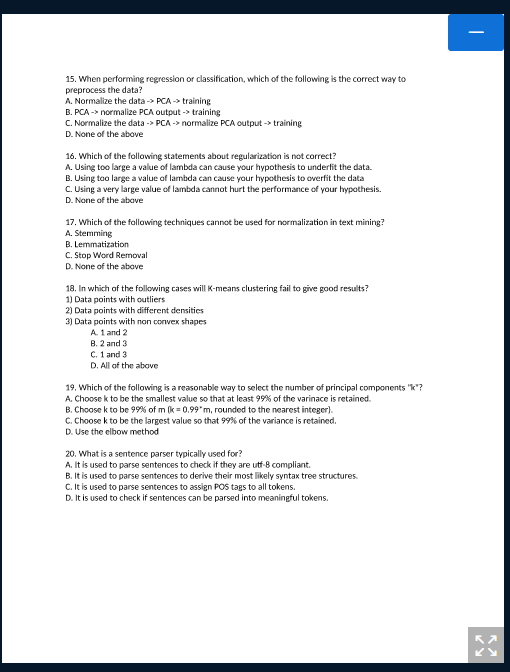 15. When performing regression or classification, which of the following is the correct way to
preprocess the data?
A. Normalize the data -> PCA -> training
B. PCA -> normalize PCA output -> training
C. Normalize the data -> PCA -> normalize PCA output -> training
D. None of the above
16. Which of the following statements about regularization is not correct?
A. Using too large a value of lambda can cause your hypothesis to underfit the data.
B. Using too large a value of lambda can cause your hypothesis to overfit the data
C. Using a very large value of lambda cannot hurt the performance of your hypothesis.
D. None of the above
17. Which of the following techniques cannot be used for normalization in text mining?
A. Stemming
B. Lemmatization
C. Stop Word Removal
D. None of the above
18. In which of the following cases will K-means clustering fail to give good results?
1) Data points with outliers
2) Data points with different densities
3) Data points with non convex shapes
A. 1 and 2
B. 2 and 3
C. 1 and 3
D. All of the above
19. Which of the following is a reasonable way to select the number of principal components "k"?
A. Choose k to be the smallest value so that at least 99% of the varinace is retained.
B. Choose k to be 99% of m (k = 0.99*m, rounded to the nearest integer).
C. Choose k to be the largest value so that 99% of the variance is retained.
D. Use the elbow method
20. What is a sentence parser typically used for?
A. It is used to parse sentences to check if they are utf-8 compliant.
B. It is used to parse sentences to derive their most likely syntax tree structures.
C. It is used to parse sentences to assign POS tags to all tokens.
D. It is used to check if sentences can be parsed into meaningful tokens.